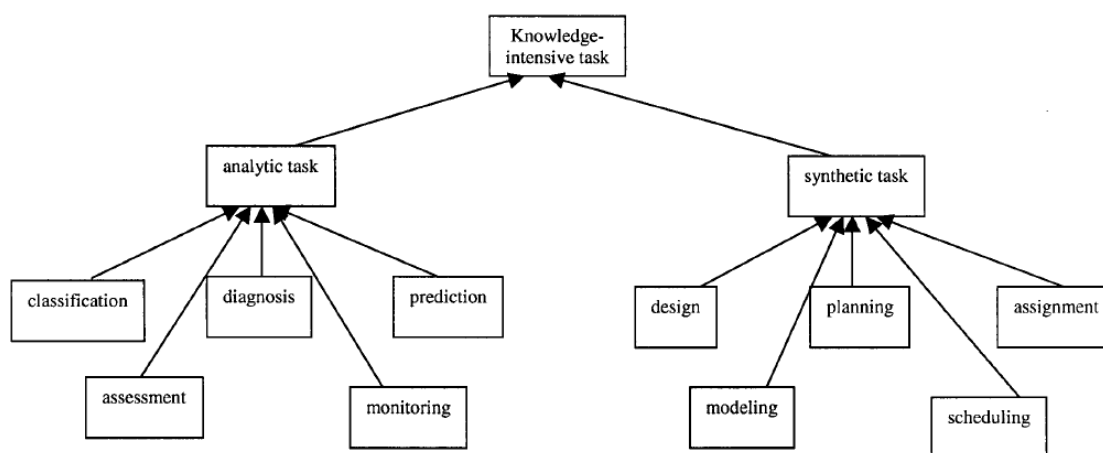 Knowledge-
intensive task
analytic task
synthetic task
classification
diagnosis
prediction
design
planning
assignment
assessment
monitoring
modeling
scheduling